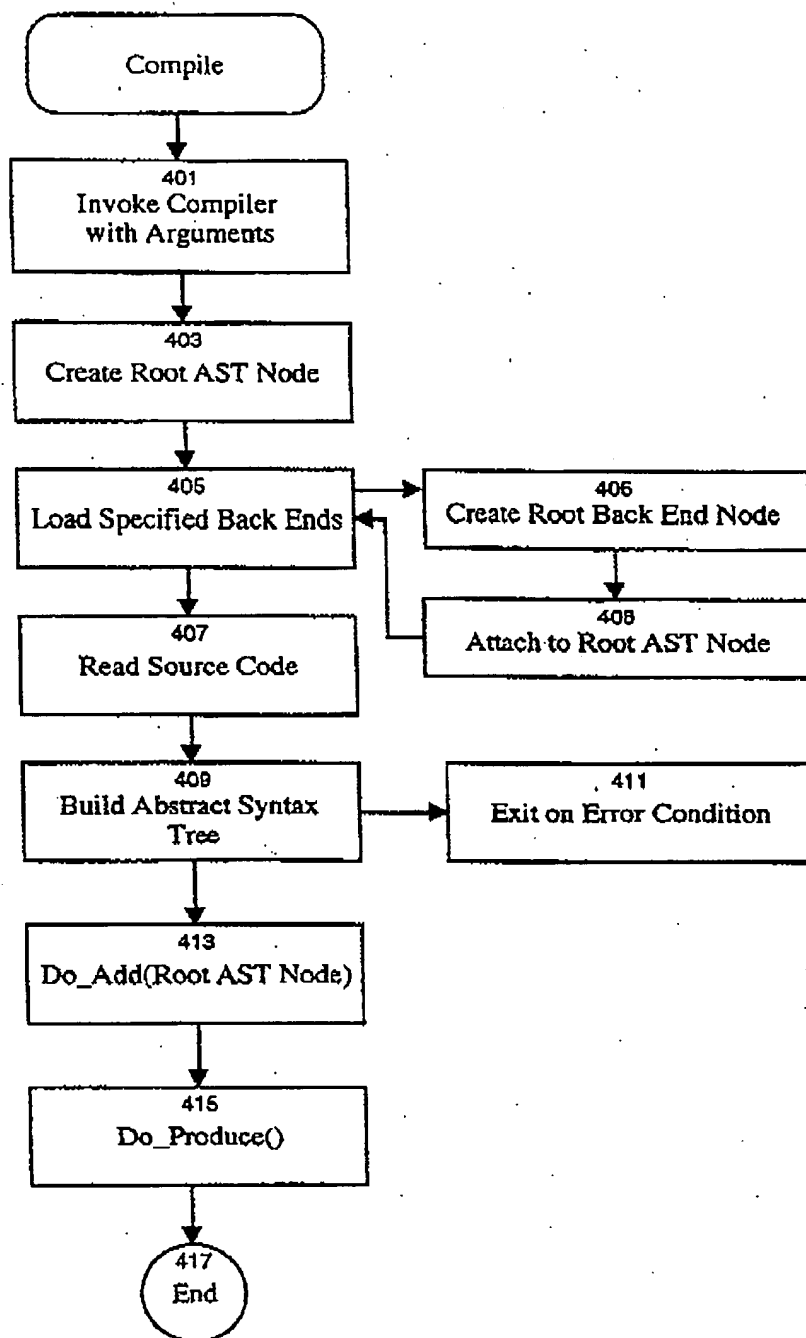 Compile
401
Invoke Compiler
with Arguments
403
Create Root AST Node
405
Load Specified Back Ends
406
Create Root Back End Node
408
Attach to Root AST Node
407
Read Source Code
409
Build Abstract Syntax
Tree
411
Exit on Error Condition
413
Do_Add(Root AST Node)
415
Do_Produce()
417
End